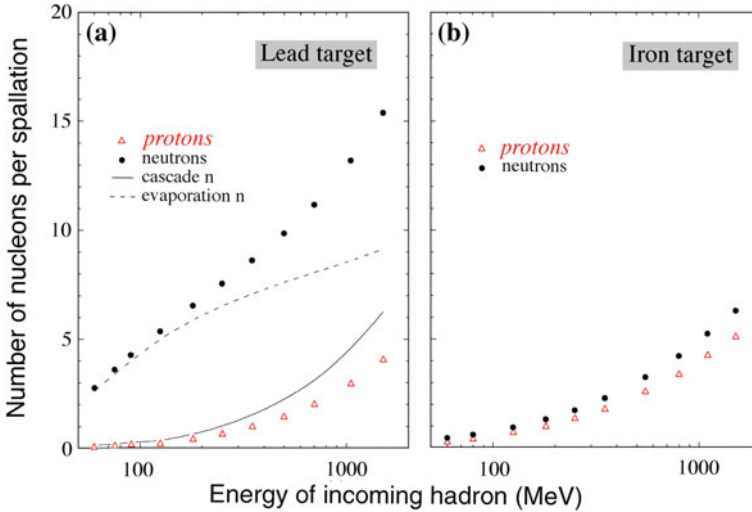 Number of nucleons per spallation
20
15
10
5
0
(a)
Lead target
protons
neutrons
cascade n
evaporation n
100
1000
(b)
Iron target
protons
neutrons
100
1000
Energy of incoming hadron (MeV)